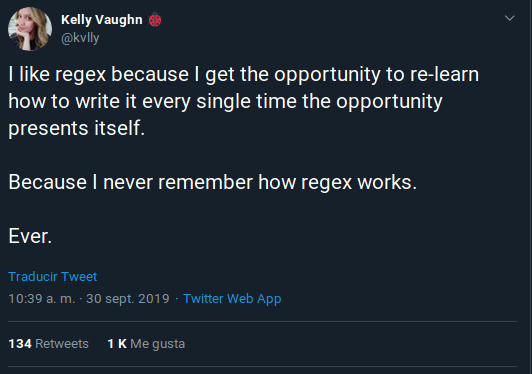 Kelly Vaughn 🐞
@kvlly
I like regex because I get the opportunity to re-learn
how to write it every single time the opportunity
presents itself.
Because I never remember how regex works.
Ever.
Traducir Tweet
10:39 a. m. · 30 sept. 2019 · Twitter Web App
134 Retweets 1 K Me gusta